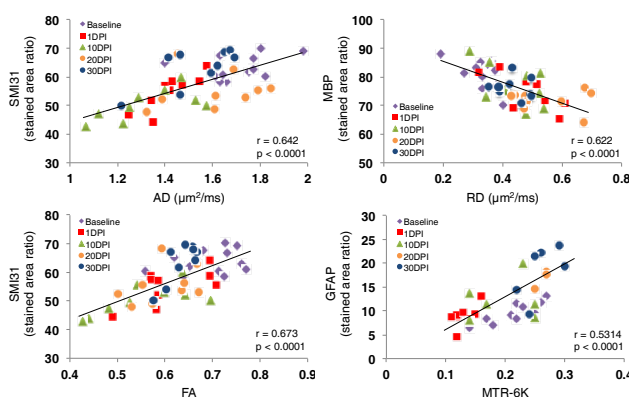 SMI31
(stained area ratio)
80
70
60
50
40
30
Baseline
1DPI
10DPI
20DPI
30DPI
r = 0.642
p < 0.0001
1
1.2
1.4
1.6
1.8
2
AD (μm²/ms)
MBP
(stained area ratio)
100
90
80
70
60
50
Baseline
1DPI
10DPI
20DPI
30DPI
r = 0.622
p < 0.0001
0
0.2
0.4
0.6
0.8
RD (μm²/ms)
SMI31
(stained area ratio)
80
70
60
50
40
30
Baseline
1DPI
10DPI
20DPI
30DPI
r = 0.673
p < 0.0001
0.4
0.5
0.6
0.7
0.8
0.9
FA
GFAP
(stained area ratio)
30
25
20
15
10
5
0
Baseline
1DPI
10DPI
20DPI
30DPI
r = 0.5314
p < 0.0001
0
0.1
0.2
0.3
0.4
MTR-6K